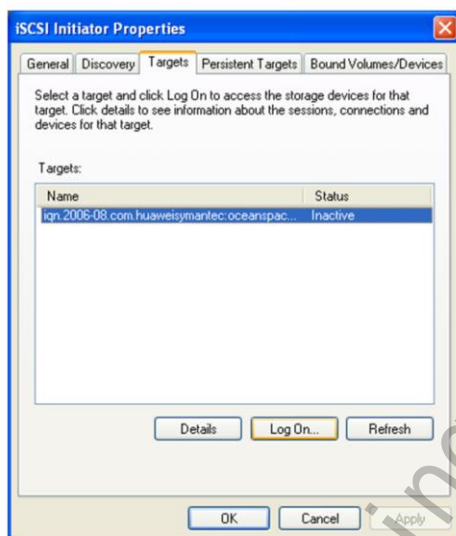 iSCSI Initiator Properties
General Discovery Targets Persistent Targets Bound Volumes/Devices
Select a target and click Log On to access the storage devices for that
target. Click details to see information about the sessions, connections and
devices for that target.
Targets:
Name Status
iqn.2006-08.com.huaweisymantec:oceanspac... Inactive
Details Log On... Refresh
OK Cancel Apply